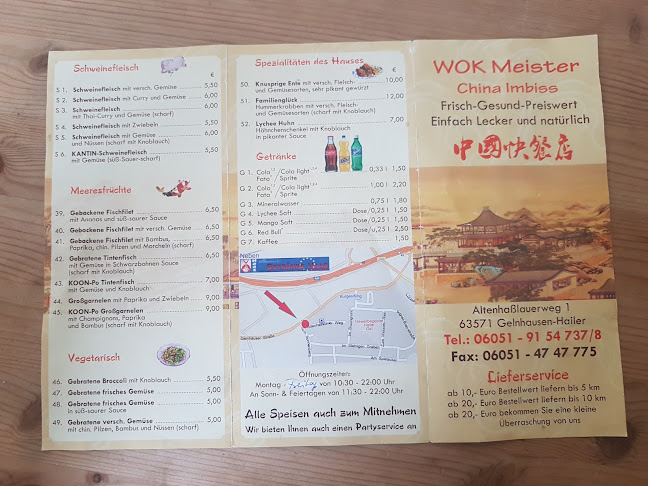 Schweinefleisch
€
S 1. Schweinefleisch mit versch. Gemüse 5,50
S 2. Schweinefleisch mit Curry und Gemüse 6,00
S 3. Schweinefleisch 6,00
mit Thai-Curry und Gemüse (scharf)
S 4. Schweinefleisch mit Zwiebeln 5,50
S 5. Schweinefleisch mit Gemüse 6,00
und Nüssen (scharf)
S 6. KANTIN-Schweinefleisch 5,50
mit Gemüse (süß-Sauer-scharf)
Meeresfrüchte
39. Gebackene Fischfilet 6,50
mit Ananas und süß-saurer Sauce
40. Gebackene Fischfilet mit versch. Gemüse 6,50
41. Gebackene Fischfilet mit Bambus, 6,50
Paprika, chin. Pilzen und Morcheln (scharf)
42. Gebratene Tintenfisch 6,50
mit Gemüse in Schwarzbohnen Sauce
(scharf mit Knoblauch)
43. KOON-Po Tintenfisch 7,00
mit Gemüse und Knoblauch
44. Großgarnelen mit Paprika und Zwiebeln 9,00
45. KOON-Po Großgarnelen 9,00
mit Champignons, Paprika
und Bambus (scharf mit Knoblauch)
Vegetarisch
46. Gebratene Broccoli mit Knoblauch 5,50
47. Gebratene frisches Gemüse 5,00
48. Gebratene frisches Gemüse 5,50
in süß-saurer Sauce
49. Gebratene versch. Gemüse 5,50
mit chin. Pilzen, Bambus und Nüssen (scharf)
Spezialitäten des Hauses
€
50. Knusprige Ente mit versch. Fleisch- 10,00
und Gemüsesorten, sehr pikant gewürzt
51. Familienglück 12,00
Hummerkrabben mit versch. Fleisch-
und Gemüsesorten (scharf mit Knoblauch)
52. Lychee Huhn 7,00
Hähnchenschenkel mit Knoblauch
in pikanter Sauce
Getränke
G 1. Cola / Cola light 0,33 l 1,50
Fata / Sprite
G 2. Cola / Cola light 1,00 l 2,20
Fata / Sprite
G 3. Mineralwasser 0,75 l 1,80
G 4. Lychee Saft Dose/0,25 l 1,50
G 5. Mango Saft Dose/0,25 l 1,50
G 6. Red Bull Dose/0,25 l 2,50
G 7. Kaffee 1,50
Neben
Öffnungszeiten:
Montag - Freitag von 10:30 - 22:00 Uhr
An Sonn- & Feiertagen von 11:30 - 22:00 Uhr
Alle Speisen auch zum Mitnehmen
Wir bieten Ihnen auch einen Partyservice an
WOK Meister
China Imbiss
Frisch-Gesund-Preiswert
Einfach Lecker und natürlich
中國快餐店
Altenhaßlauerweg 1
63571 Gelnhausen-Hailer
Tel.: 06051 - 91 54 737/8
Fax: 06051 - 47 47 775
Lieferservice
ab 10,- Euro Bestellwert liefern bis 5 km
ab 20,- Euro Bestellwert liefern bis 10 km
ab 20,- Euro bekommen Sie eine kleine
Überraschung von uns